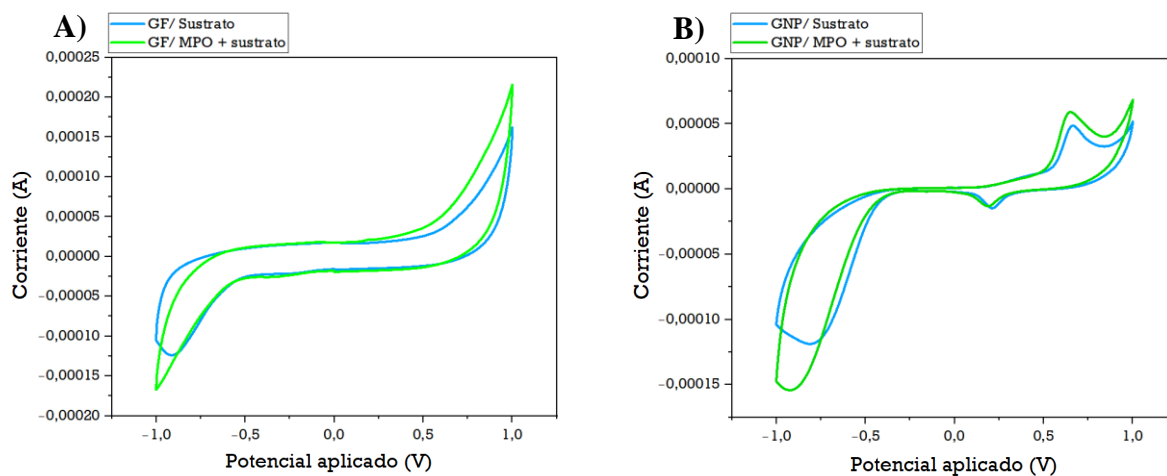 A)
GF/ Sustrato
GF/ MPO + sustrato
0,00025
0,00020
0,00015
0,00010
0,00005
0,00000
−0,00005
−0,00010
−0,00015
−0,00020
Corriente (A)
−1,0 −0,5 0,0 0,5 1,0
Potencial aplicado (V)
B)
GNP/ Sustrato
GNP/ MPO + sustrato
0,00010
0,00005
0,00000
−0,00005
−0,00010
−0,00015
Corriente (A)
−1,0 −0,5 0,0 0,5 1,0
Potencial aplicado (V)